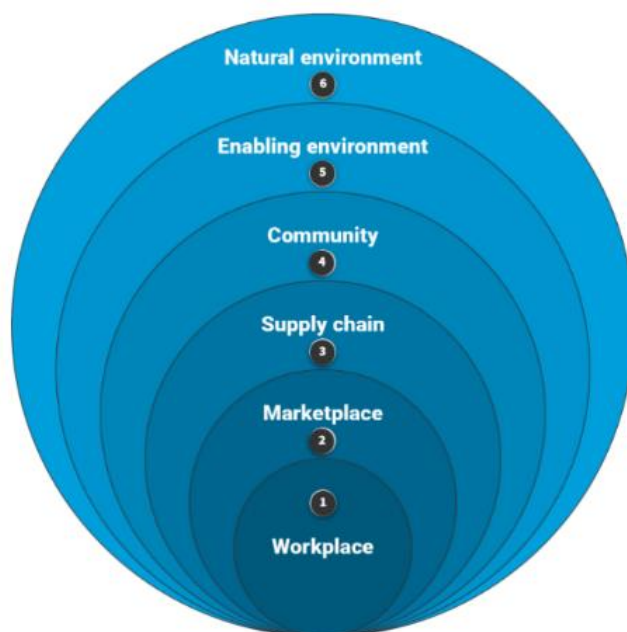 Natural environment
6
Enabling environment
5
Community
4
Supply chain
3
Marketplace
2
1
Workplace